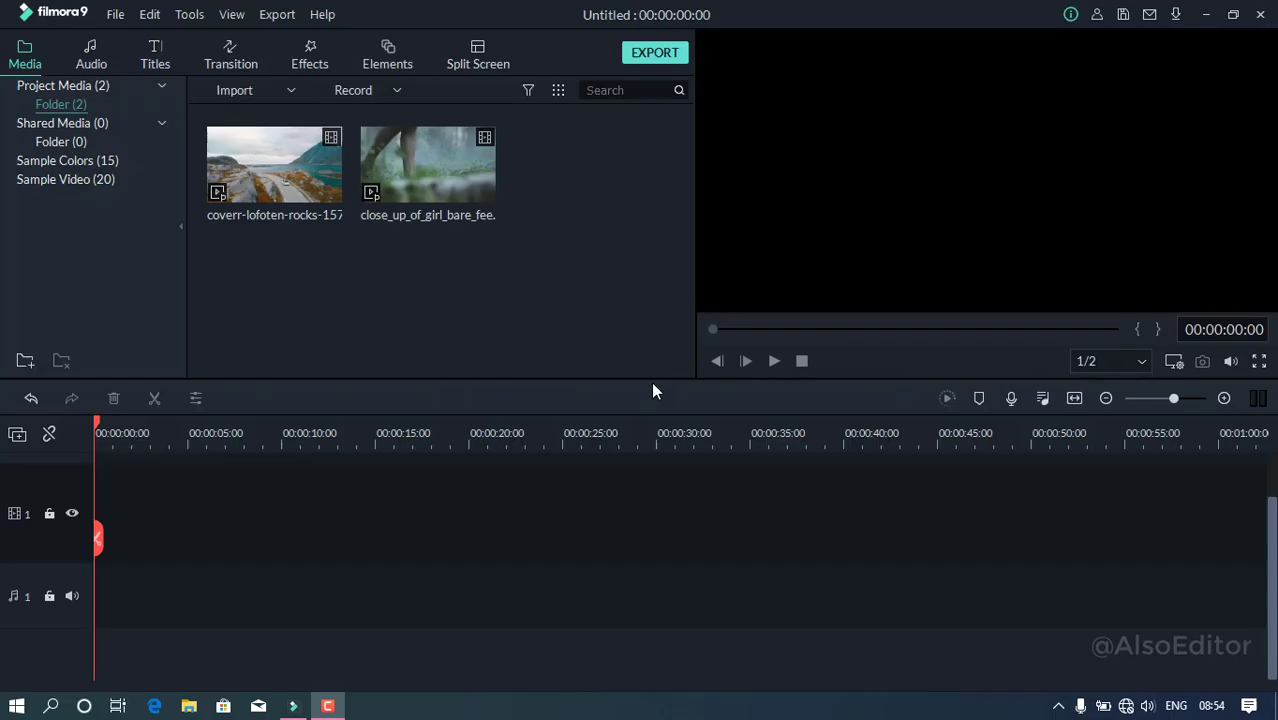 filmora9 File Edit Tools View Export Help Untitled : 00:00:00:00
Media Audio Titles Transition Effects Elements Split Screen EXPORT
Project Media (2)
Folder (2)
Shared Media (0)
Folder (0)
Sample Colors (15)
Sample Video (20)
Import Record Search
coverr-lofoten-rocks-157 close_up_of_girl_bare_fee.
00:00:00:00
1/2
00:00:00:00 00:00:05:00 00:00:10:00 00:00:15:00 00:00:20:00 00:00:25:00 00:00:30:00 00:00:35:00 00:00:40:00 00:00:45:00 00:00:50:00 00:00:55:00 00:01:00:0
1
1
@AlsoEditor
ENG 08:54